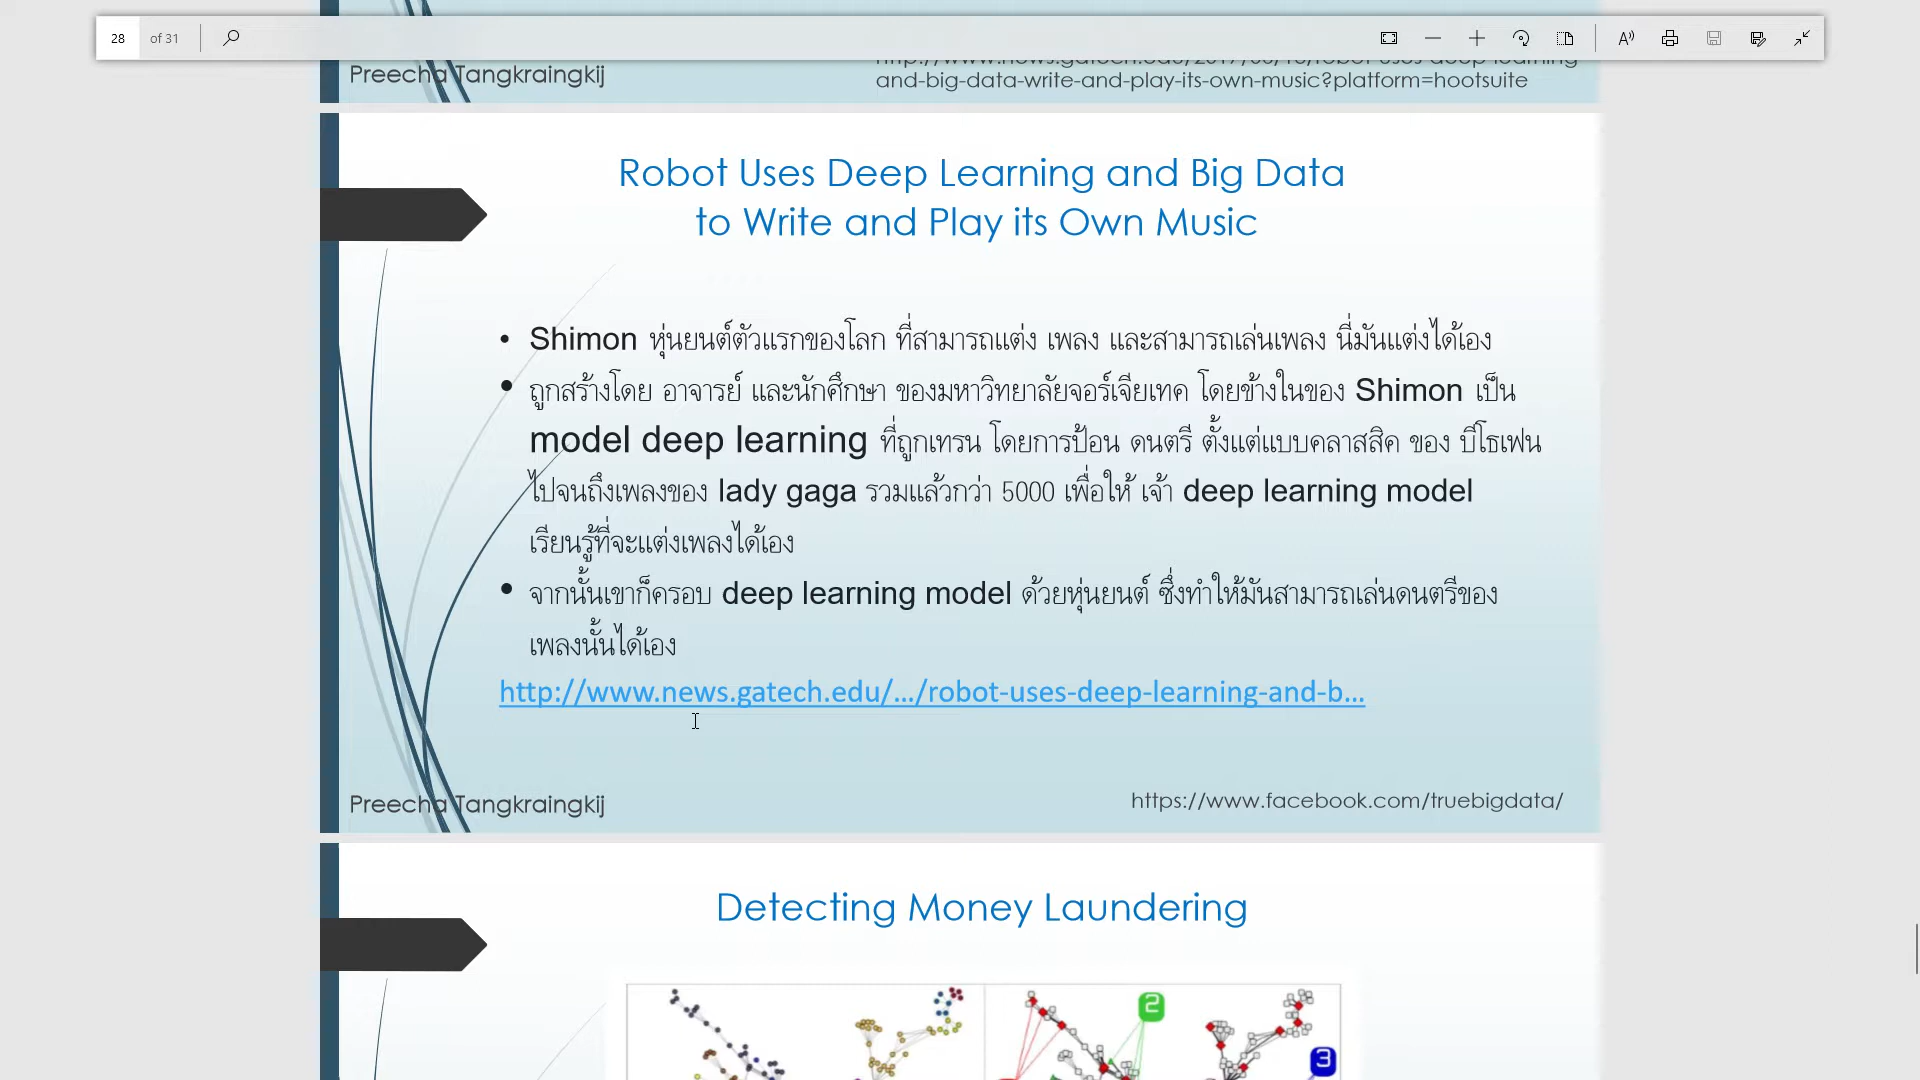 28 of 31
Preecha Tangkraingkij
and-big-data-write-and-play-its-own-music?platform=hootsuite
Robot Uses Deep Learning and Big Data
to Write and Play its Own Music
• Shimon หุ่นยนต์ตัวแรกของโลก ที่สามารถแต่ง เพลง และสามารถเล่นเพลง นี่มันแต่งได้เอง
• ถูกสร้างโดย อาจารย์ และนักศึกษา ของมหาวิทยาลัยจอร์เจียเทค โดยข้างในของ Shimon เป็น
model deep learning ที่ถูกเทรน โดยการป้อน ดนตรี ตั้งแต่แบบคลาสสิค ของ บีโธเฟน
ไปจนถึงเพลงของ lady gaga รวมแล้วกว่า 5000 เพื่อให้ เจ้า deep learning model
เรียนรู้ที่จะแต่งเพลงได้เอง
• จากนั้นเขาก็ครอบ deep learning model ด้วยหุ่นยนต์ ซึ่งทำให้มันสามารถเล่นดนตรีของ
เพลงนั้นได้เอง
http://www.news.gatech.edu/.../robot-uses-deep-learning-and-b...
Preecha Tangkraingkij
https://www.facebook.com/truebigdata/
Detecting Money Laundering
2
3